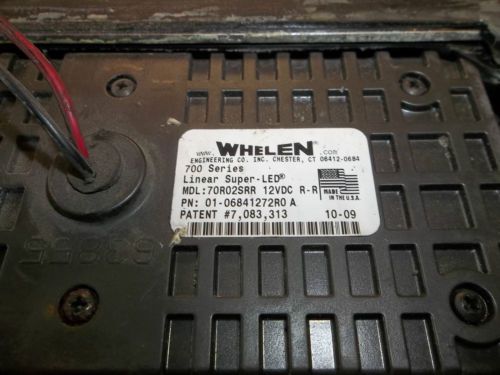 www.WHELEN.com
ENGINEERING CO. INC. CHESTER, CT 06412-0684
700 Series
Linear Super-LED®
MDL:70R02SRR 12VDC R-R
PN: 01-06841272R0 A
PATENT #7,083,313
MADE
IN THE U.S.A.
10-09